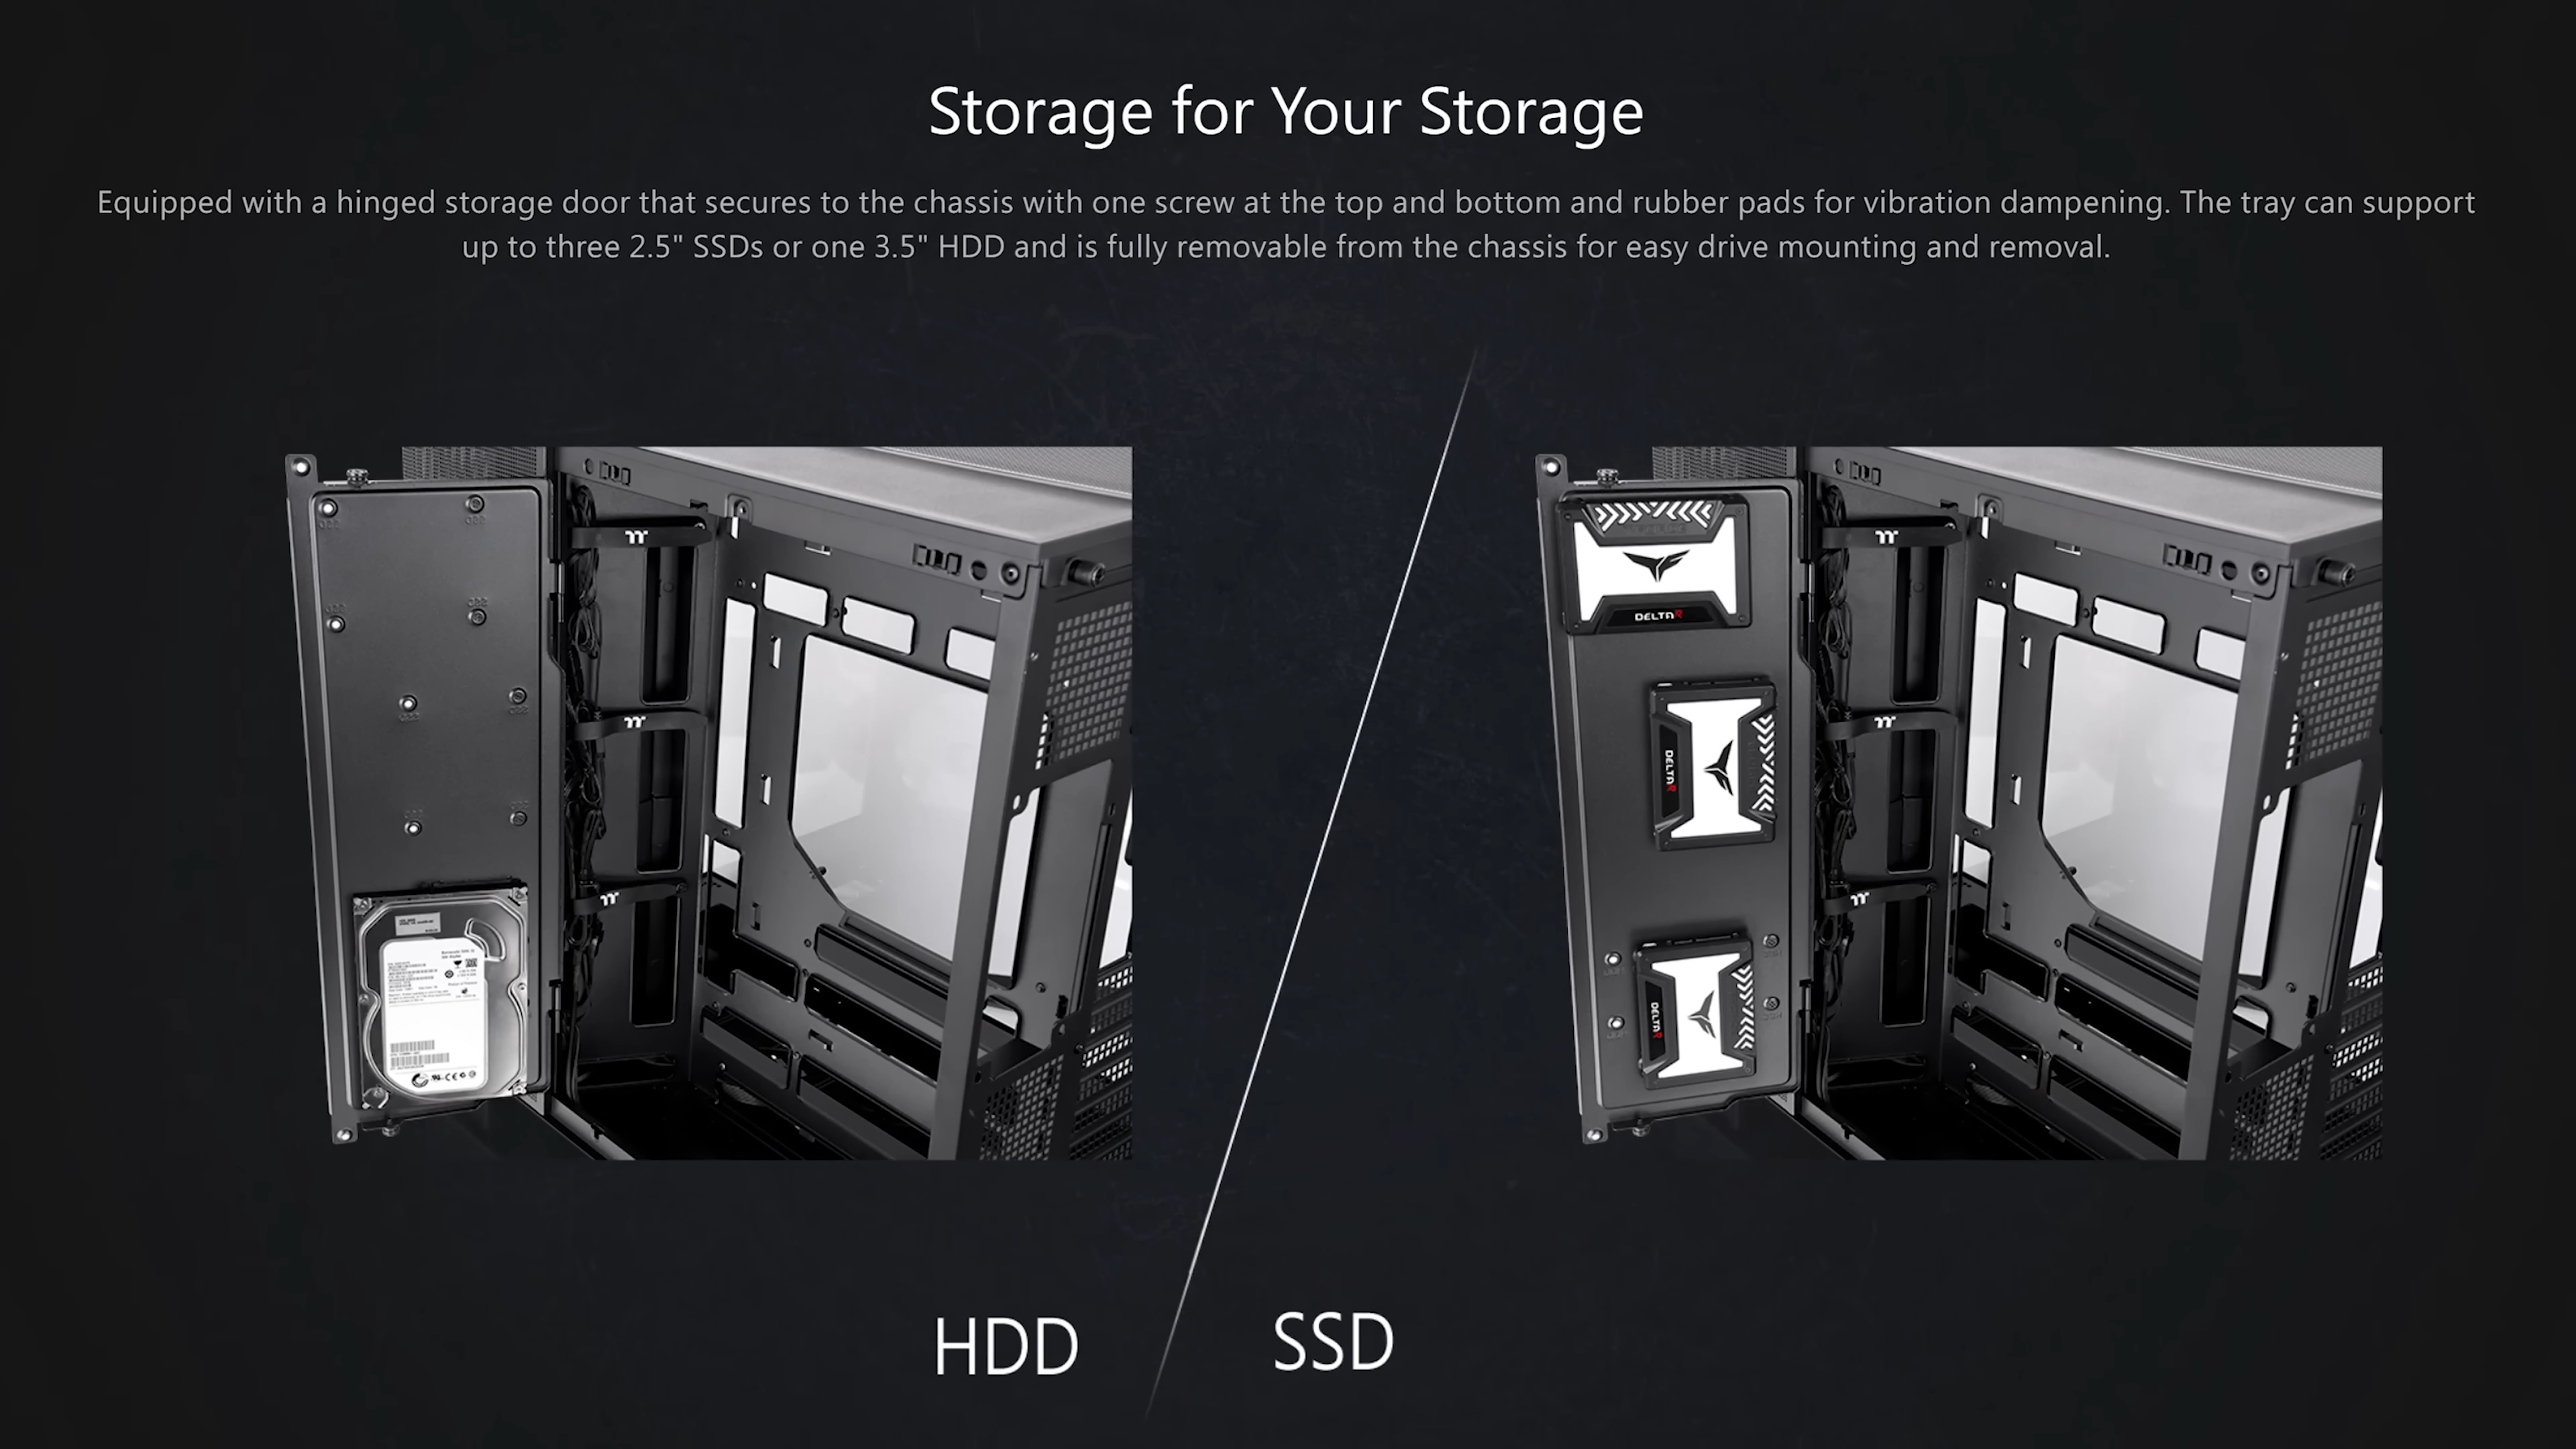 Storage for Your Storage
Equipped with a hinged storage door that secures to the chassis with one screw at the top and bottom and rubber pads for vibration dampening. The tray can support
up to three 2.5" SSDs or one 3.5" HDD and is fully removable from the chassis for easy drive mounting and removal.
DELTA R
DELTA R
DELTA R
HDD
SSD